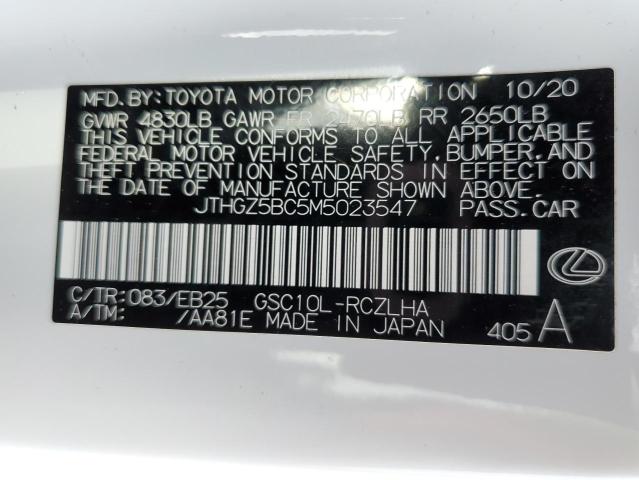 MFD. BY: TOYOTA MOTOR CORPORATION 10/20
GVWR 4830LB GAWR FR 2470LB RR 2650LB
THIS VEHICLE CONFORMS TO ALL APPLICABLE
FEDERAL MOTOR VEHICLE SAFETY, BUMPER, AND
THEFT PREVENTION STANDARDS IN EFFECT ON
THE DATE OF MANUFACTURE SHOWN ABOVE.
JTHGZ5BC5M5023547 PASS. CAR
C/TR: 083/EB25 GSC10L-RCZLHA
A/TM: /AA81E MADE IN JAPAN 405 A